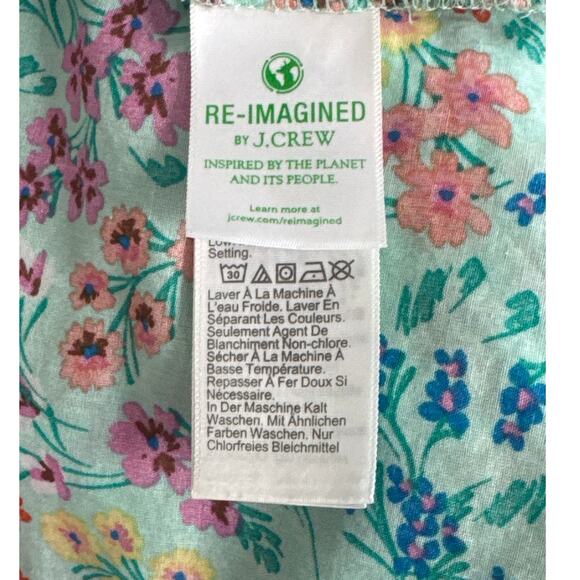 RE-IMAGINED
BY J.CREW
INSPIRED BY THE PLANET
AND ITS PEOPLE.
Learn more at
jcrew.com/reimagined
Setting.
30
Laver À La Machine À
L'eau Froide. Laver En
Séparant Les Couleurs.
Seulement Agent De
Blanchiment Non-chlore.
Sécher À La Machine À
Basse Température.
Repasser À Fer Doux Si
Nécessaire.
In Der Maschine Kalt
Waschen. Mit Ähnlichen
Farben Waschen. Nur
Chlorfreies Bleichmittel